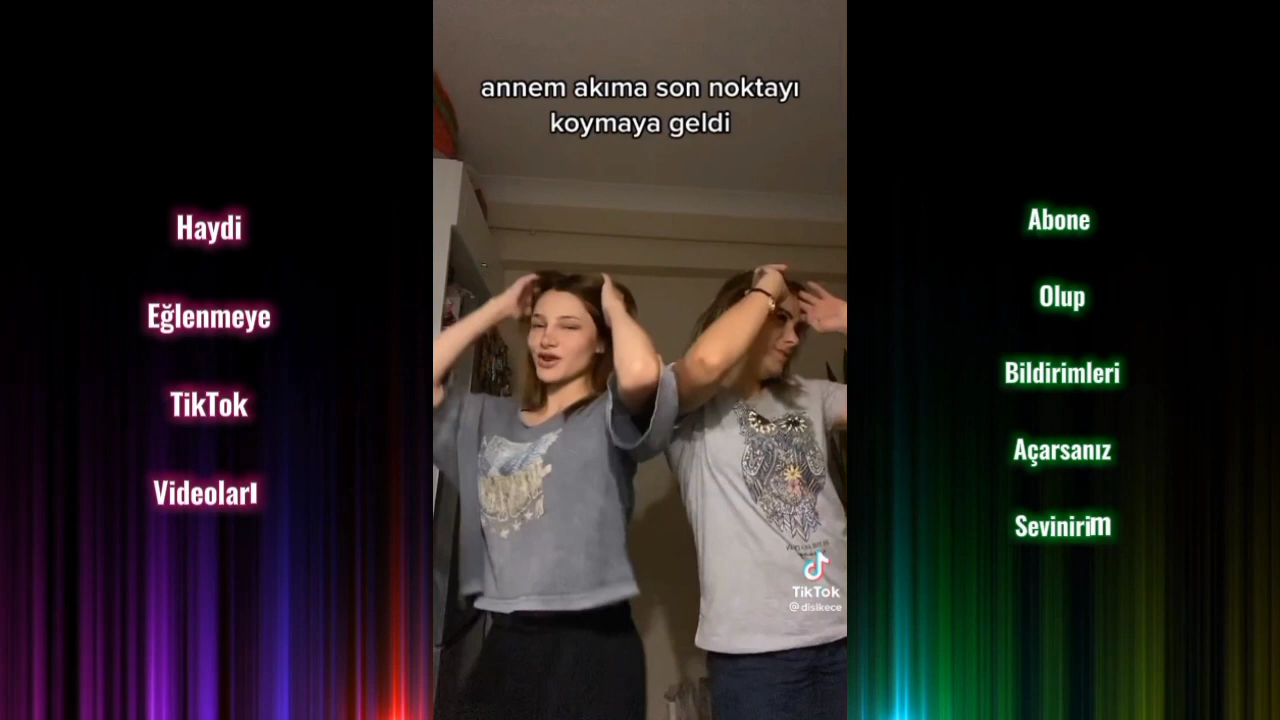 annem akıma son noktayı
koymaya geldi
Haydi
Eğlenmeye
TikTok
Videoları
Abone
Olup
Bildirimleri
Açarsanız
Sevinirim
TikTok
@disikece